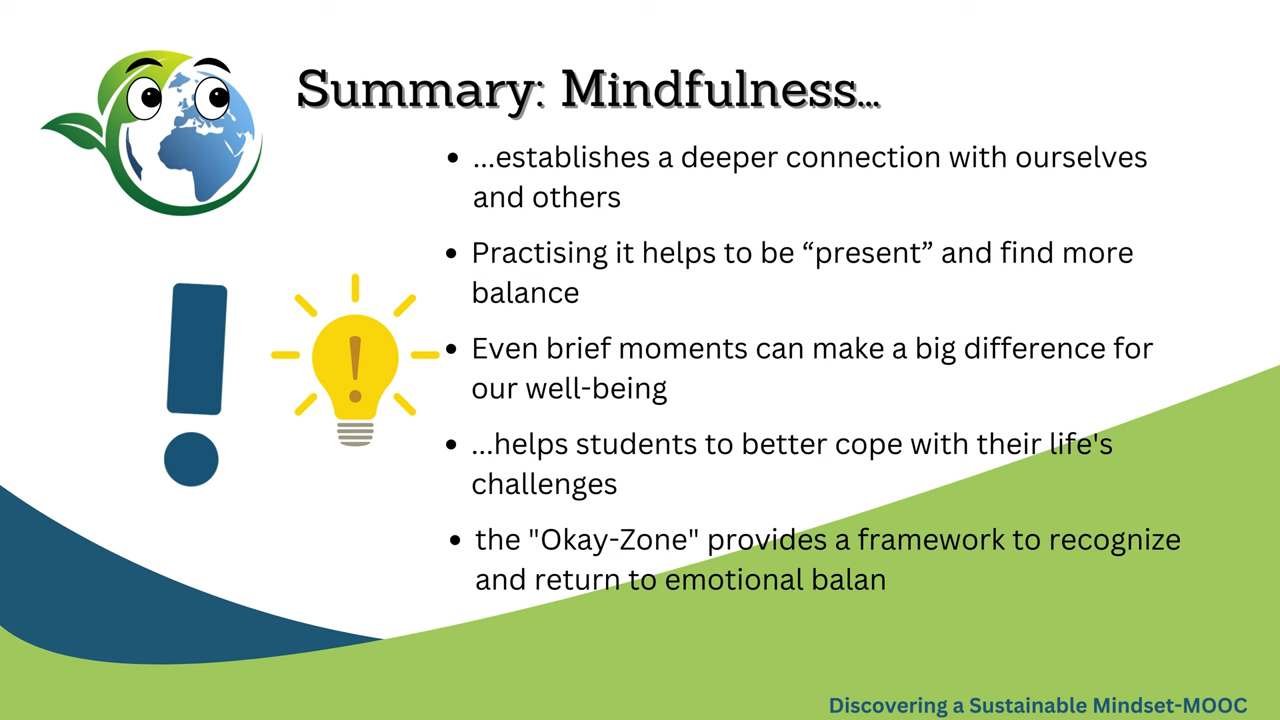 Summary: Mindfulness...
• ...establishes a deeper connection with ourselves
and others
• Practising it helps to be “present” and find more
balance
• Even brief moments can make a big difference for
our well-being
• ...helps students to better cope with their life's
challenges
• the "Okay-Zone" provides a framework to recognize
and return to emotional balan
Discovering a Sustainable Mindset-MOOC